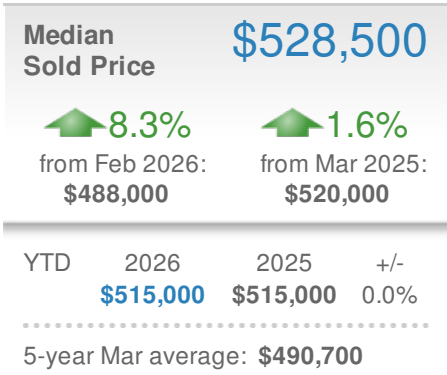 Median
Sold Price
$528,500
8.3%
1.6%
from Feb 2026:
from Mar 2025:
$488,000
$520,000
YTD 2026 2025 +/-
$515,000 $515,000 0.0%
5-year Mar average: $490,700